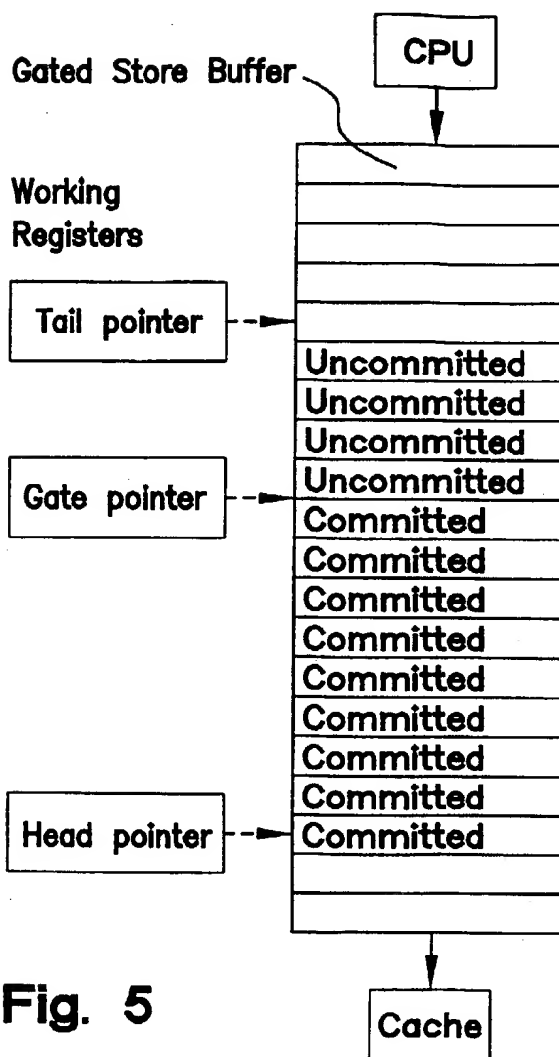 CPU
Gated Store Buffer
Working
Registers
Tail pointer
Uncommitted
Uncommitted
Uncommitted
Uncommitted
Gate pointer
Committed
Committed
Committed
Committed
Committed
Committed
Committed
Committed
Head pointer
Committed
Fig. 5
Cache